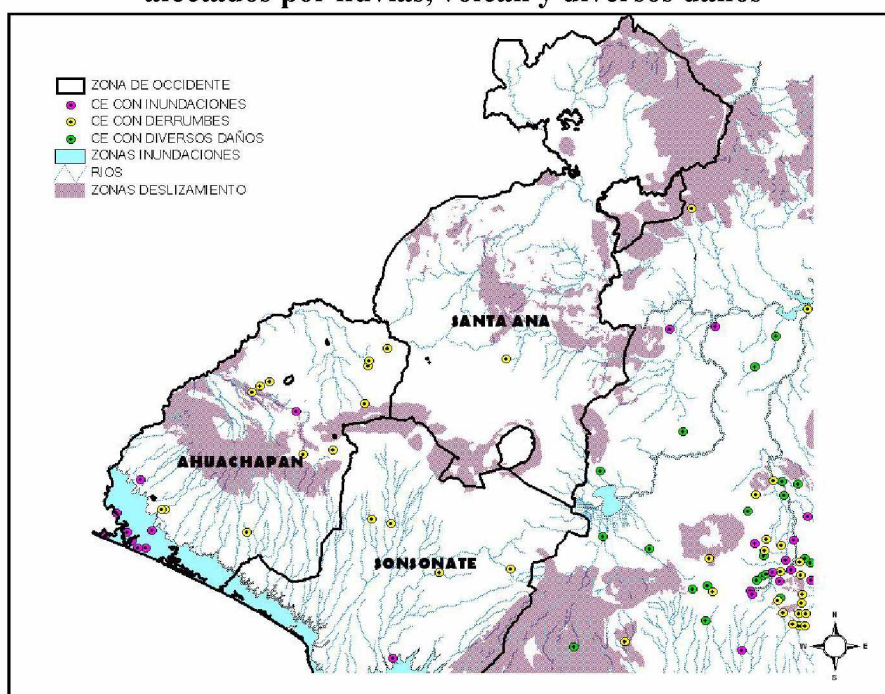 afectados por lluvias, volcán y diversos daños
ZONA DE OCCIDENTE
CE CON INUNDACIONES
CE CON DERRUMBES
CE CON DIVERSOS DAÑOS
ZONAS INUNDACIONES
RIOS
ZONAS DESLIZAMIENTO
SANTA ANA
AHUACHAPAN
SONSONATE
N
W E
S